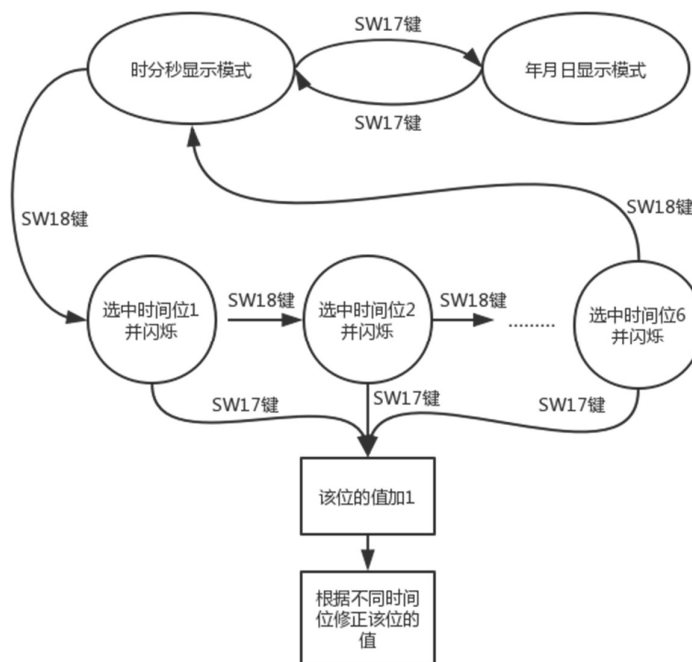 SW17键
时分秒显示模式
年月日显示模式
SW17键
SW18键
SW18键
选中时间位1
并闪烁
SW18键
选中时间位2
并闪烁
SW18键
.........
选中时间位6
并闪烁
SW17键
SW17键
SW17键
该位的值加1
根据不同时间
位修正该位的
值